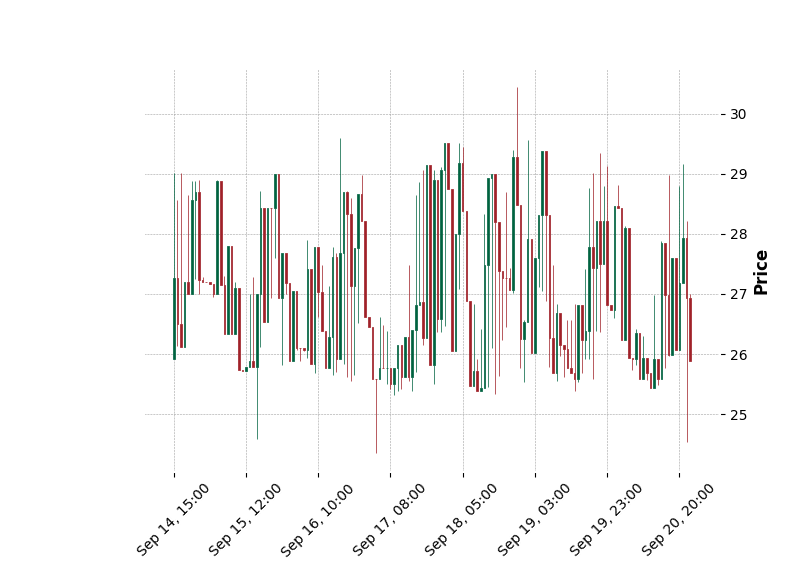 30
29
28
27
26
25
Price
Sep 14, 15:00
Sep 15, 12:00
Sep 16, 10:00
Sep 17, 08:00
Sep 18, 05:00
Sep 19, 03:00
Sep 19, 23:00
Sep 20, 20:00